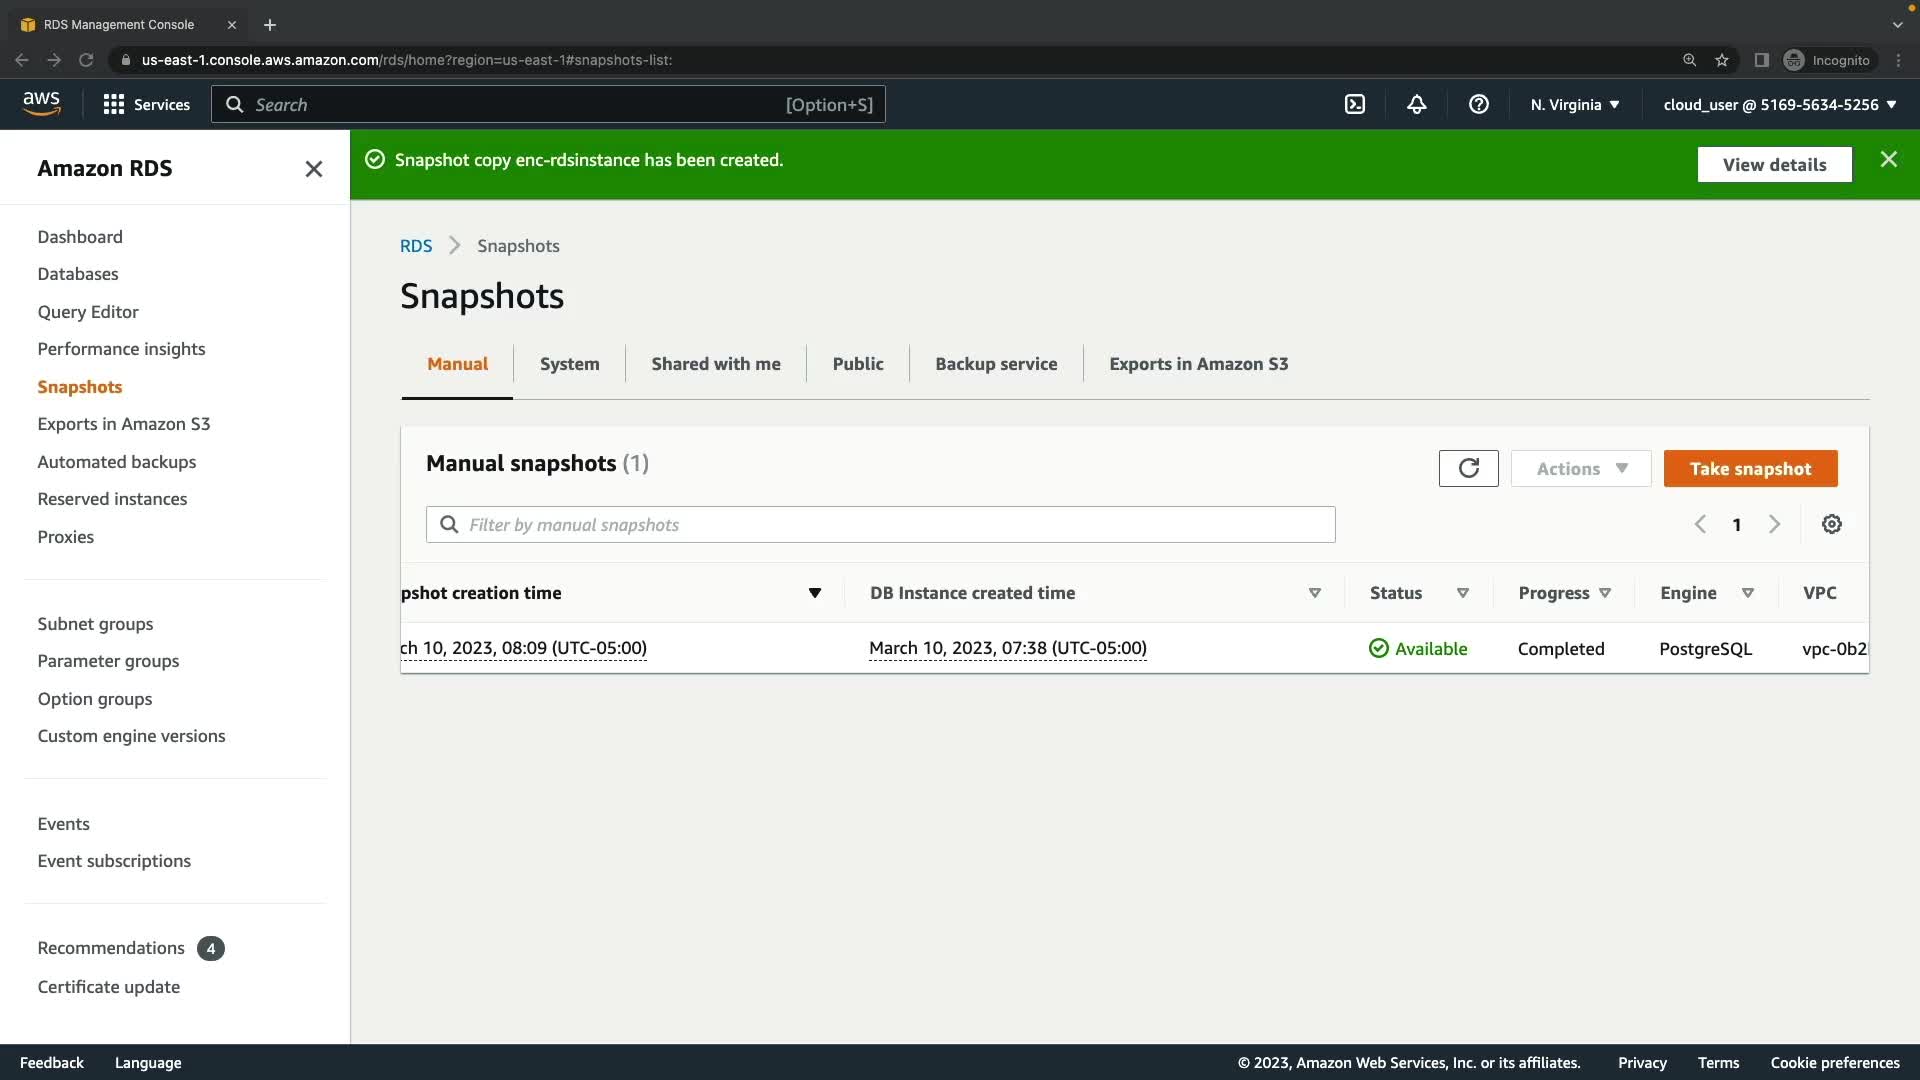 RDS Management Console
us-east-1.console.aws.amazon.com/rds/home?region=us-east-1#snapshots-list:
Incognito
aws
Services
Search
[Option+S]
N. Virginia
cloud_user @ 5169-5634-5256
Amazon RDS
Dashboard
Databases
Query Editor
Performance insights
Snapshots
Exports in Amazon S3
Automated backups
Reserved instances
Proxies
Subnet groups
Parameter groups
Option groups
Custom engine versions
Events
Event subscriptions
Recommendations 4
Certificate update
Snapshot copy enc-rdsinstance has been created.
View details
RDS > Snapshots
Snapshots
Manual
System
Shared with me
Public
Backup service
Exports in Amazon S3
Manual snapshots (1)
Actions
Take snapshot
Filter by manual snapshots
1
pshot creation time
DB Instance created time
Status
Progress
Engine
VPC
ch 10, 2023, 08:09 (UTC-05:00)
March 10, 2023, 07:38 (UTC-05:00)
Available
Completed
PostgreSQL
vpc-0b2
Feedback
Language
© 2023, Amazon Web Services, Inc. or its affiliates.
Privacy
Terms
Cookie preferences